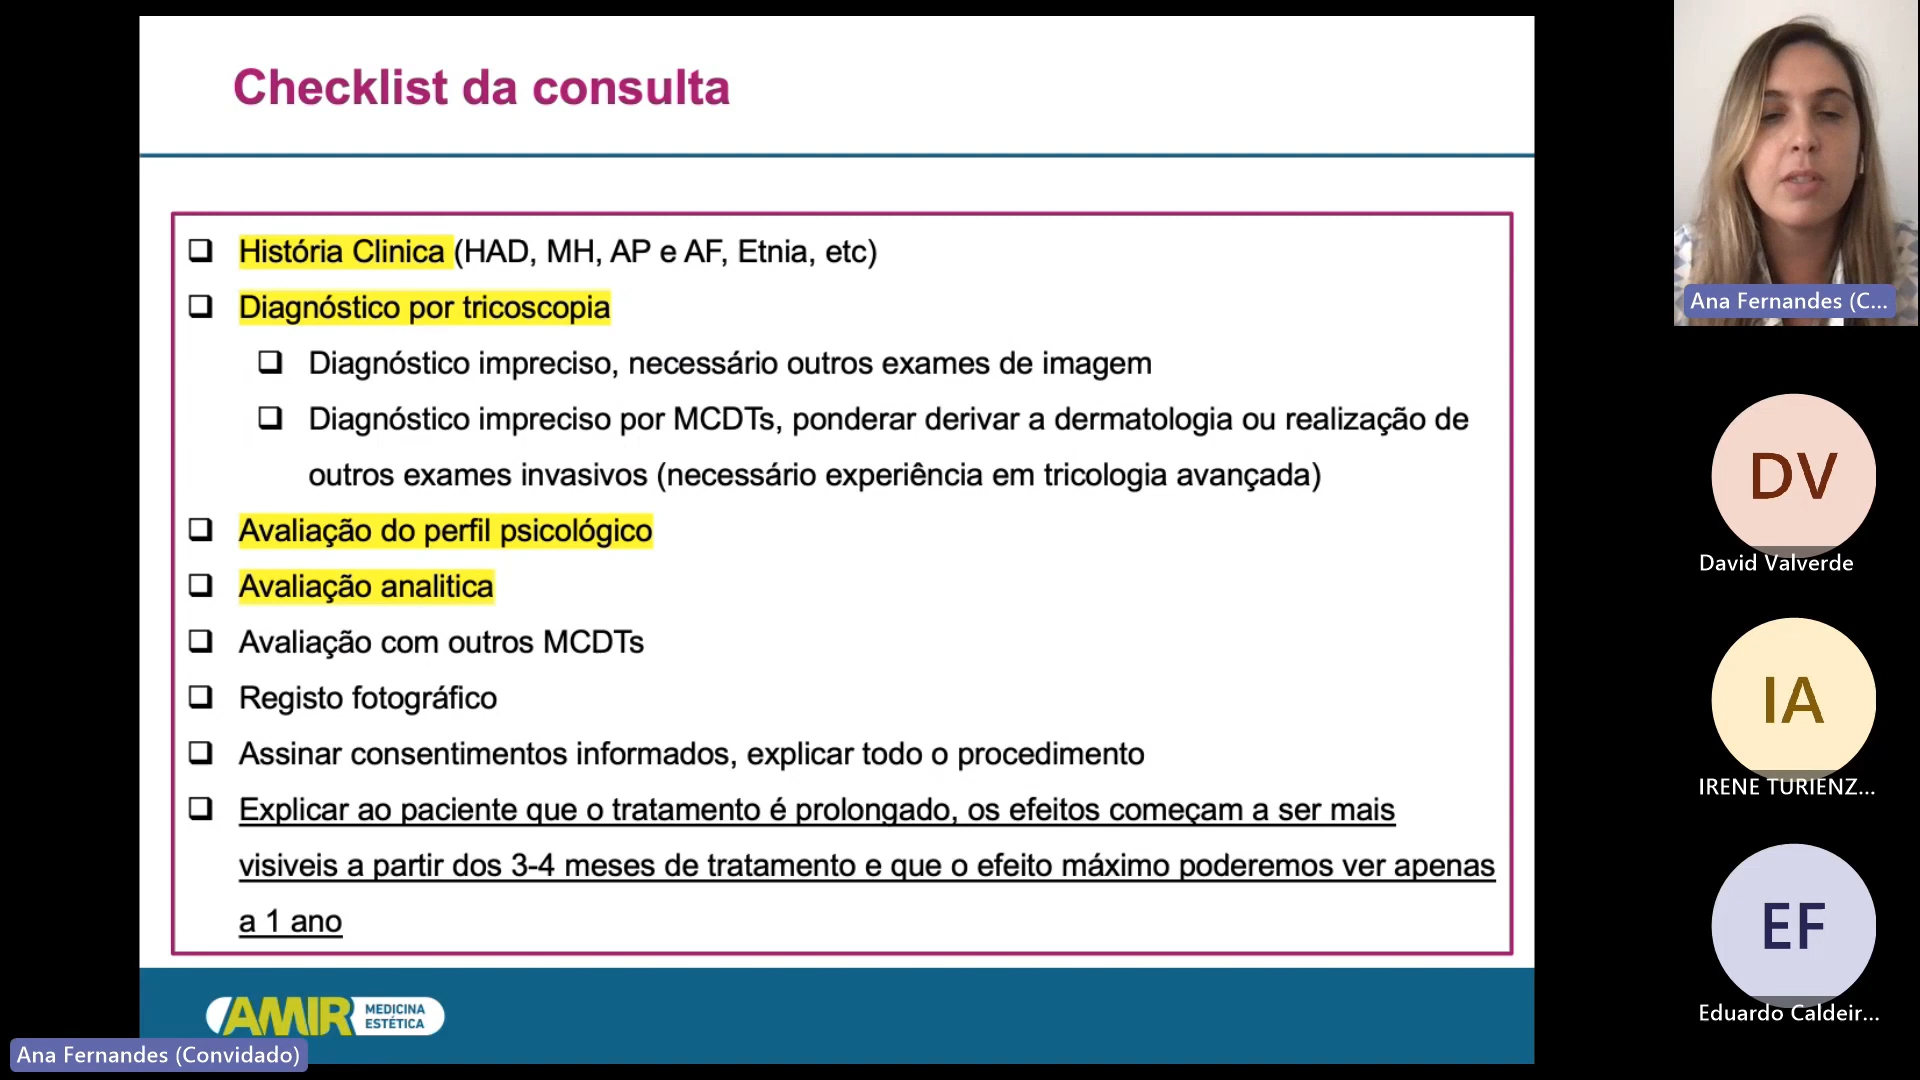 Checklist da consulta
História Clinica (HAD, MH, AP e AF, Etnia, etc)
Diagnóstico por tricoscopia
Diagnóstico impreciso, necessário outros exames de imagem
Diagnóstico impreciso por MCDTs, ponderar derivar a dermatologia ou realização de
outros exames invasivos (necessário experiência em tricologia avançada)
Avaliação do perfil psicológico
Avaliação analitica
Avaliação com outros MCDTs
Registo fotográfico
Assinar consentimentos informados, explicar todo o procedimento
Explicar ao paciente que o tratamento é prolongado, os efeitos começam a ser mais
visiveis a partir dos 3-4 meses de tratamento e que o efeito máximo poderemos ver apenas
a 1 ano
AMIR MEDICINA
ESTÉTICA
Ana Fernandes (Convidado)
Ana Fernandes (C...
DV
David Valverde
IA
IRENE TURIENZ...
EF
Eduardo Caldeir...